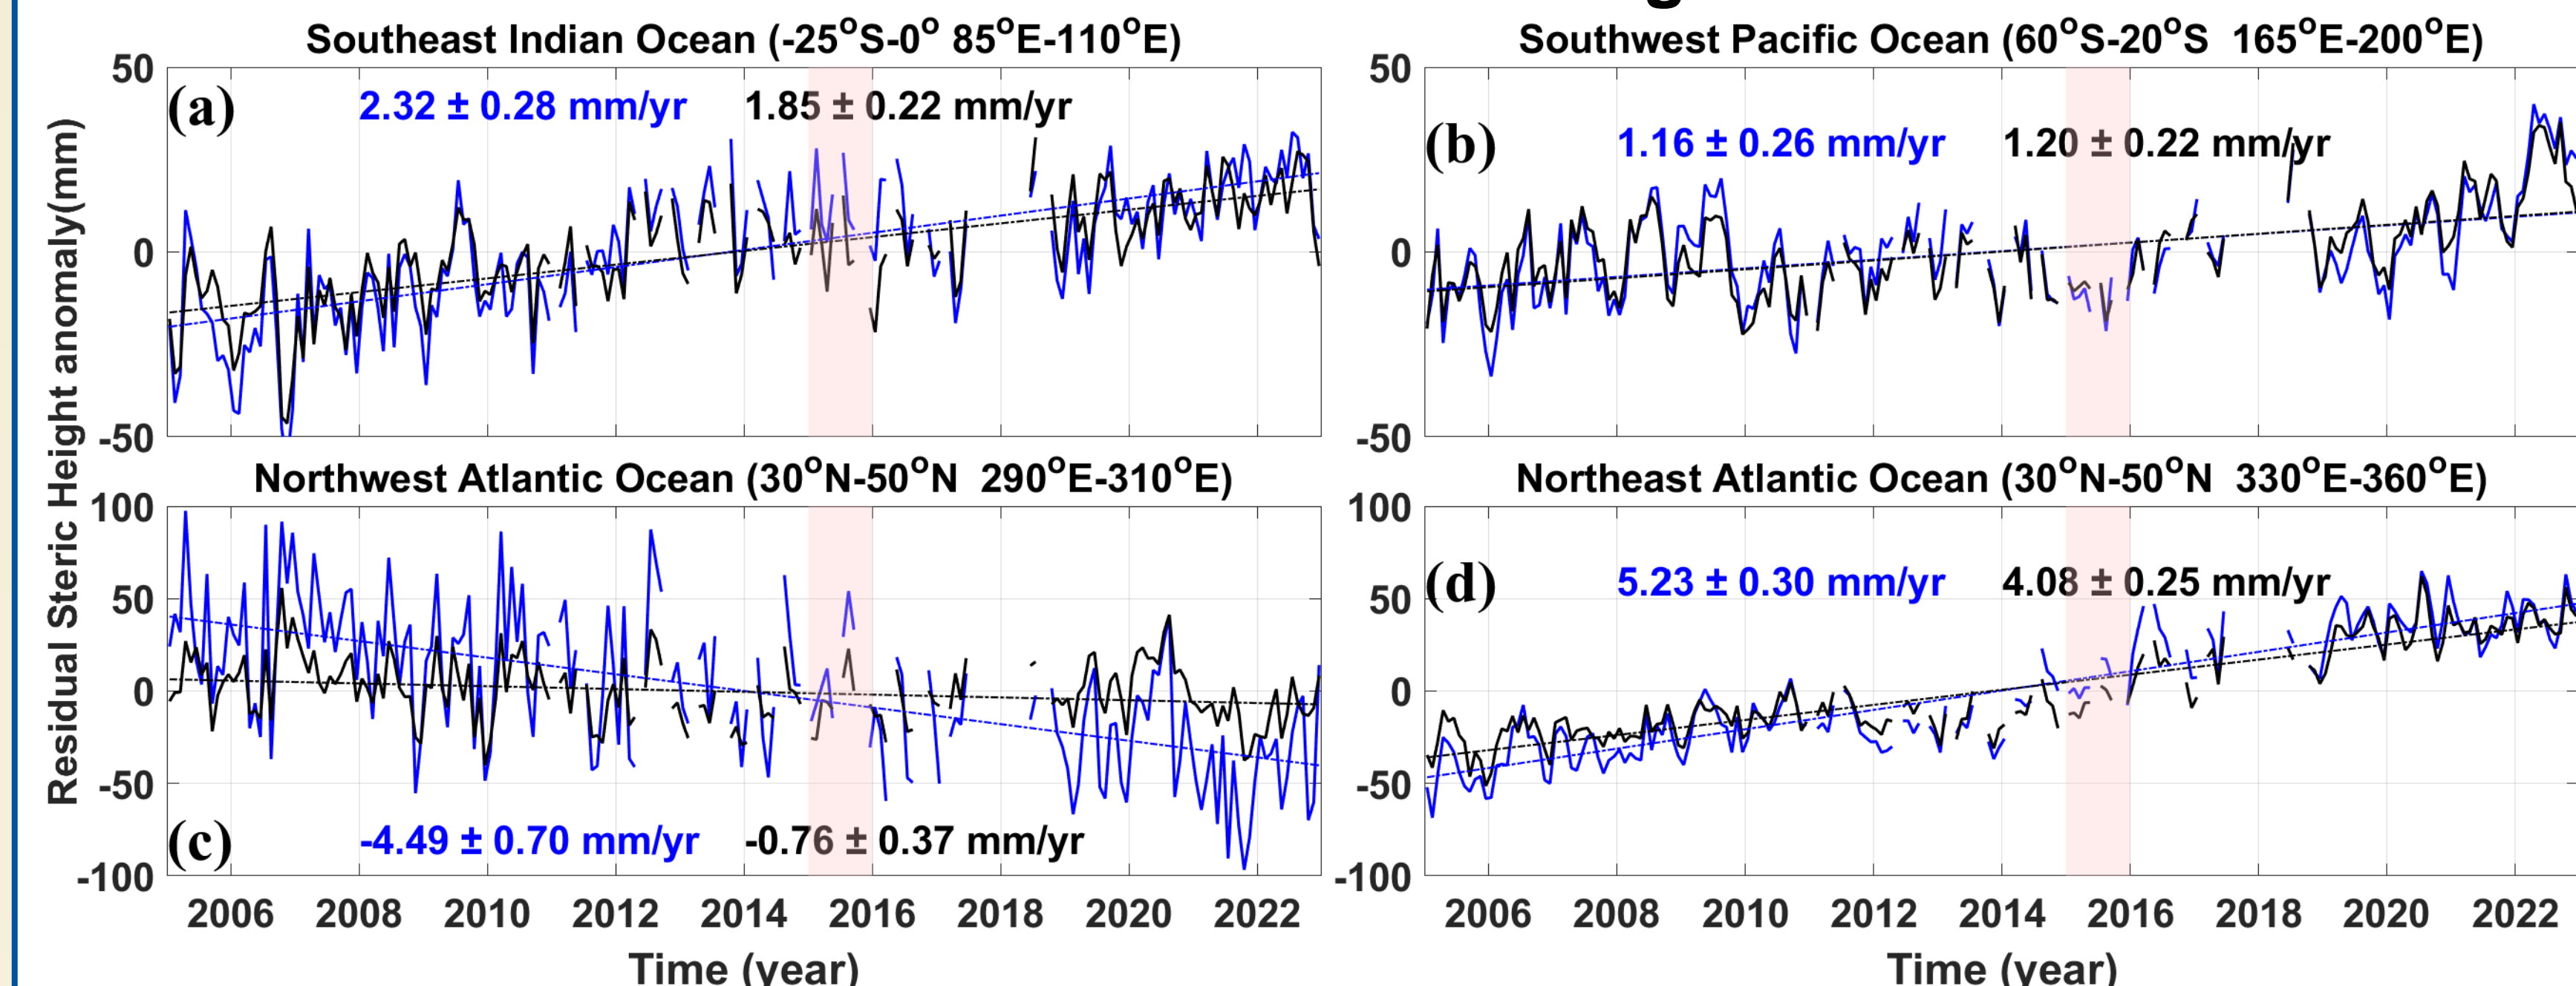 Southeast Indian Ocean (-25°S-0° 85°E-110°E)
Southwest Pacific Ocean (60°S-20°S 165°E-200°E)
50
0
-50
(a)
2.32 ± 0.28 mm/yr
1.85 ± 0.22 mm/yr
50
0
-50
(b)
1.16 ± 0.26 mm/yr
1.20 ± 0.22 mm/yr
Residual Steric Height anomaly(mm)
Northwest Atlantic Ocean (30°N-50°N 290°E-310°E)
Northeast Atlantic Ocean (30°N-50°N 330°E-360°E)
100
50
0
-50
-100
(c)
-4.49 ± 0.70 mm/yr
-0.76 ± 0.37 mm/yr
100
50
0
-50
-100
(d)
5.23 ± 0.30 mm/yr
4.08 ± 0.25 mm/yr
2006 2008 2010 2012 2014 2016 2018 2020 2022
2006 2008 2010 2012 2014 2016 2018 2020 2022
Time (year)
Time (year)